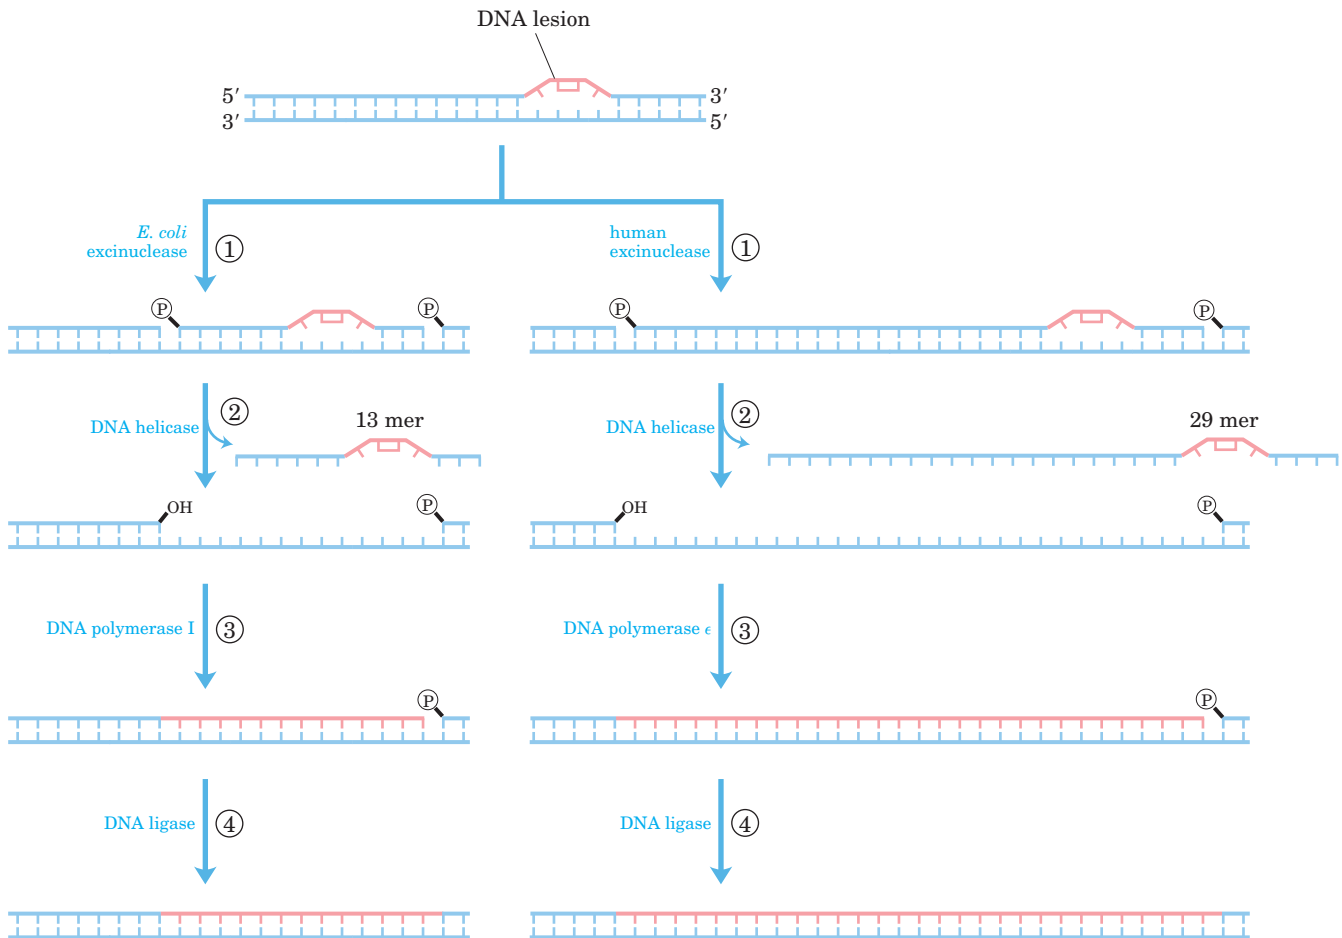 DNA lesion
5′ 3′
3′ 5′
E. coli
excinuclease
1
human
excinuclease
1
P P
P P
DNA helicase
2
13 mer
DNA helicase
2
29 mer
OH P
OH P
DNA polymerase I
3
DNA polymerase ϵ
3
P
P
DNA ligase
4
DNA ligase
4